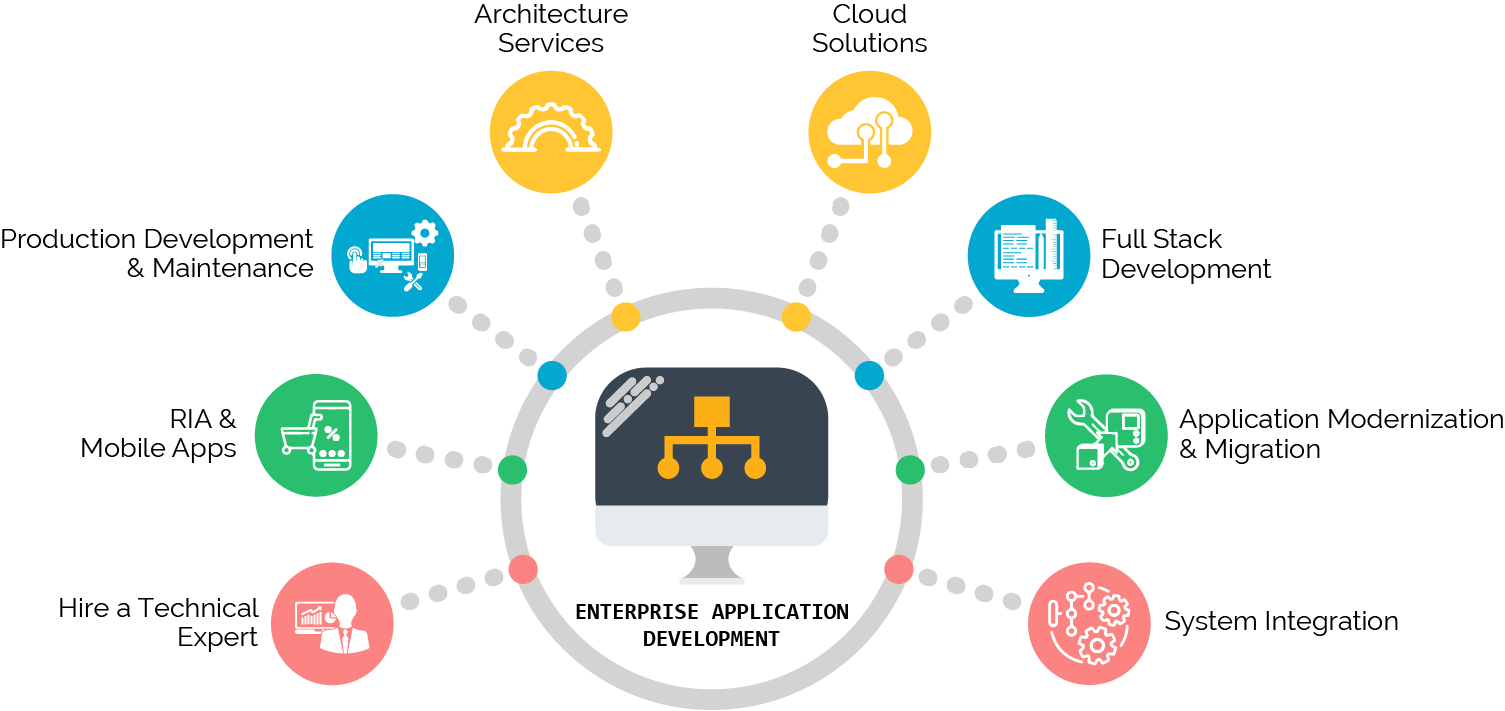 Architecture
Services
Cloud
Solutions
Production Development
& Maintenance
Full Stack
Development
RIA &
Mobile Apps
Application Modernization
& Migration
Hire a Technical
Expert
System Integration
ENTERPRISE APPLICATION
DEVELOPMENT